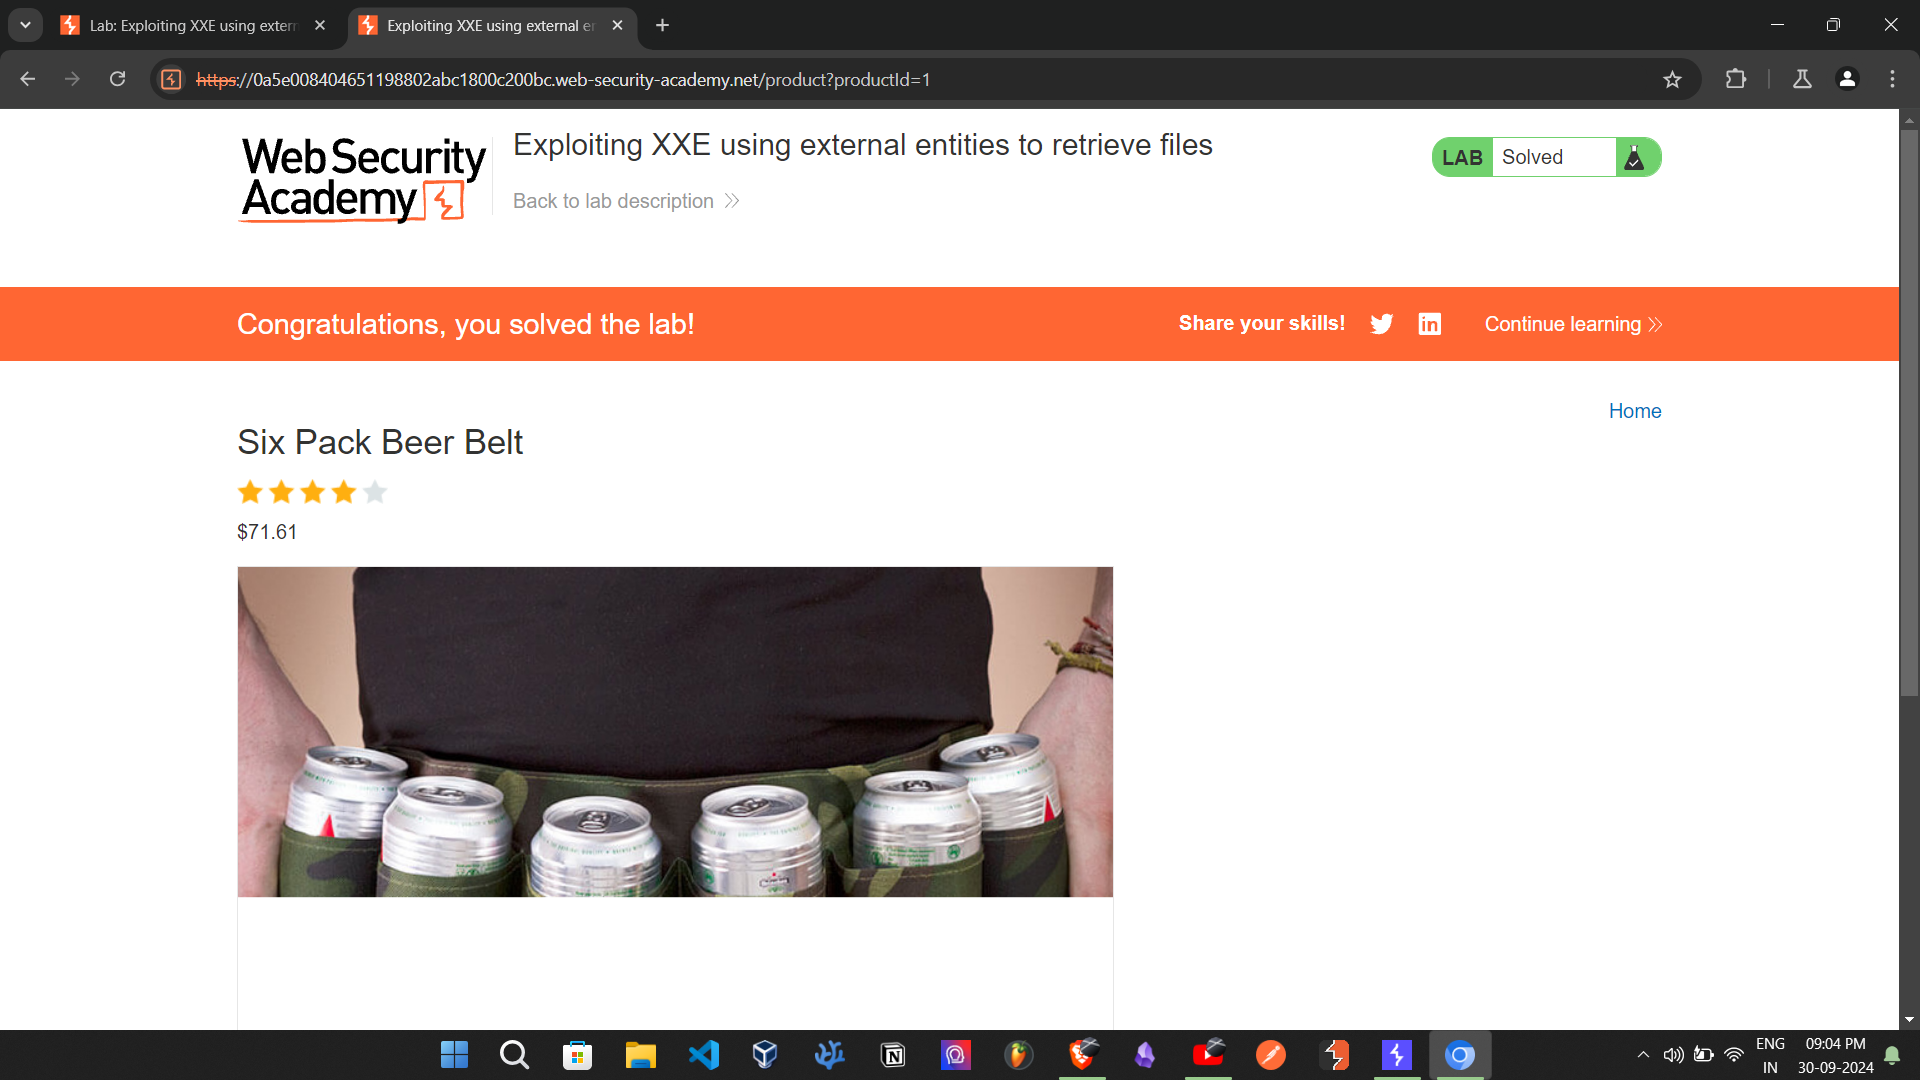 Lab: Exploiting XXE using extern
Exploiting XXE using external er
https://0a5e008404651198802abc1800c200bc.web-security-academy.net/product?productId=1
Web Security
Academy
Exploiting XXE using external entities to retrieve files
Back to lab description
LAB Solved
Congratulations, you solved the lab!
Share your skills!
Continue learning
Home
Six Pack Beer Belt
$71.61
ENG
IN
09:04 PM
30-09-2024